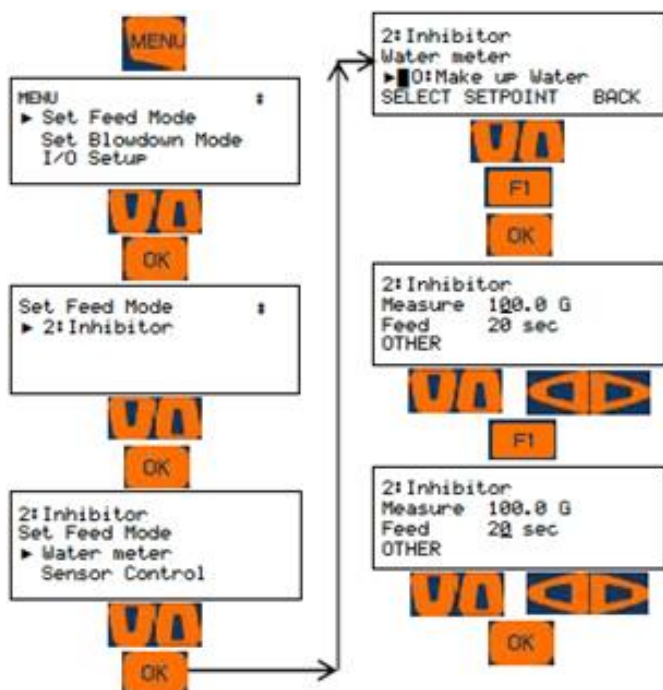 MENU
MENU
▶ Set Feed Mode
Set Blowdown Mode
I/O Setup
OK
Set Feed Mode
▶ 2:Inhibitor
OK
2:Inhibitor
Set Feed Mode
▶ Water meter
Sensor Control
OK
2:Inhibitor
Water meter
▶█O:Make up Water
SELECT SETPOINT BACK
F1
OK
2:Inhibitor
Measure 100.0 G
Feed 20 sec
OTHER
F1
2:Inhibitor
Measure 100.0 G
Feed 20 sec
OTHER
OK